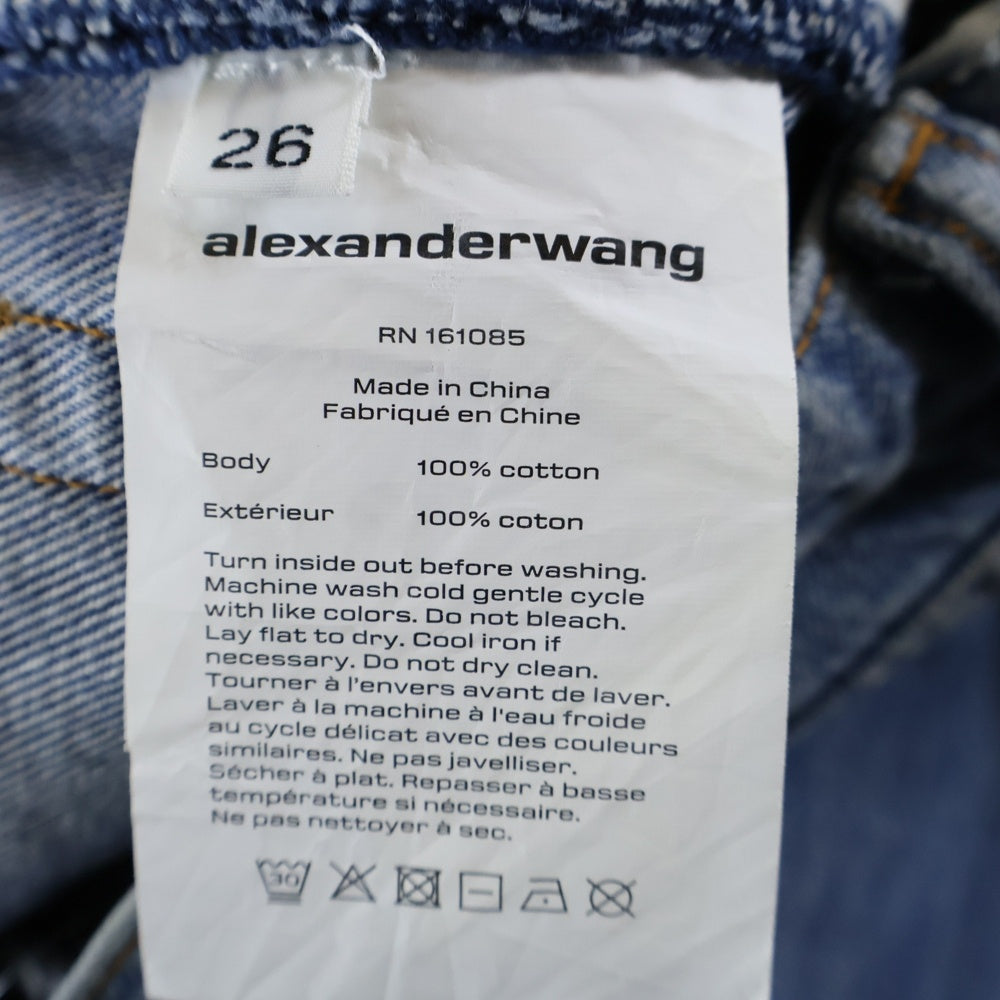 26
alexanderwang
RN 161085
Made in China
Fabriqué en Chine
Body 100% cotton
Extérieur 100% coton
Turn inside out before washing.
Machine wash cold gentle cycle
with like colors. Do not bleach.
Lay flat to dry. Cool iron if
necessary. Do not dry clean.
Tourner à l'envers avant de laver.
Laver à la machine à l'eau froide
au cycle délicat avec des couleurs
similaires. Ne pas javelliser.
Sécher à plat. Repasser à basse
température si nécessaire.
Ne pas nettoyer à sec.
30